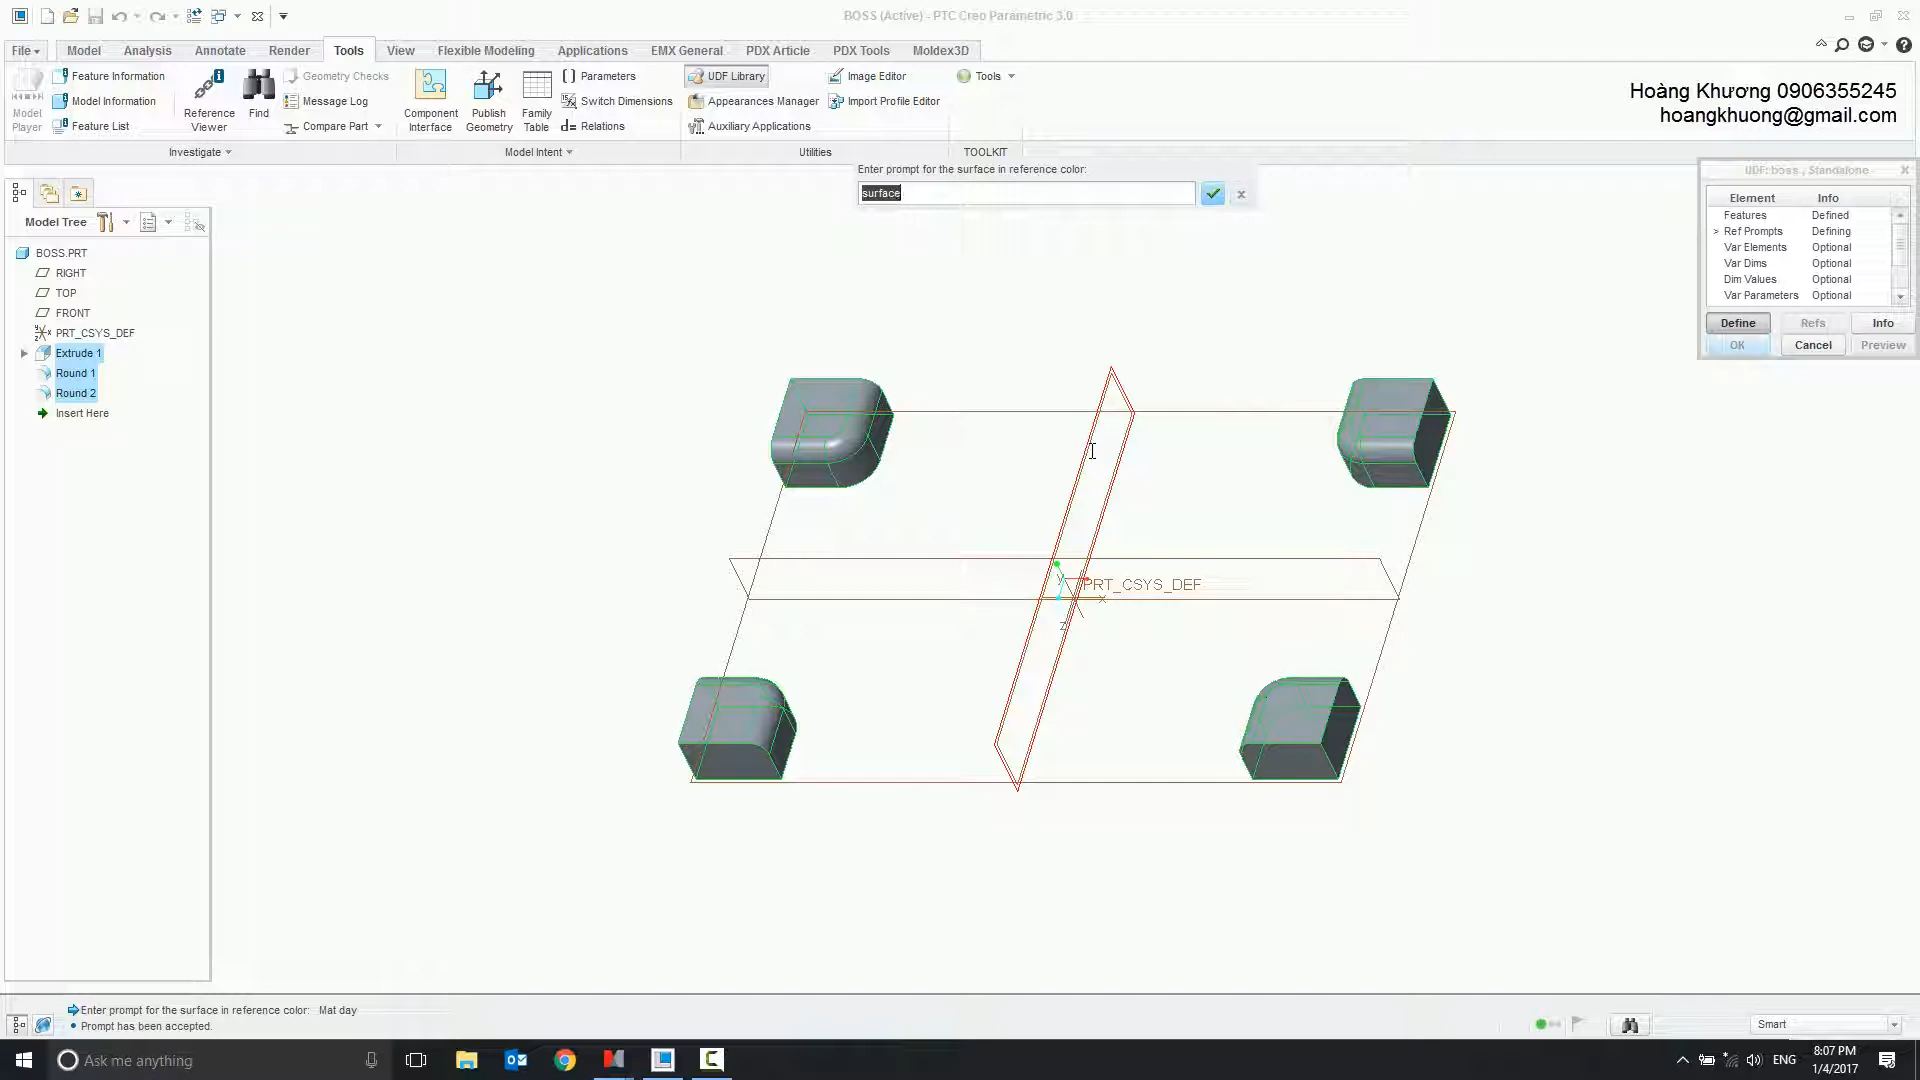 BOSS (Active) - PTC Creo Parametric 3.0
File Model Analysis Annotate Render Tools View Flexible Modeling Applications EMX General PDX Article PDX Tools Moldex3D
Model Player
Feature Information
Model Information
Feature List
Reference Viewer
Find
Geometry Checks
Message Log
Compare Part
Component Interface
Publish Geometry
Family Table
Parameters
Switch Dimensions
d= Relations
UDF Library
Appearances Manager
Auxiliary Applications
Image Editor
Import Profile Editor
Tools
Investigate Model Intent Utilities TOOLKIT
Hoàng Khương 0906355245
hoangkhuong@gmail.com
Enter prompt for the surface in reference color:
surface
UDF: boss , Standalone
Element Info
Features Defined
> Ref Prompts Defining
Var Elements Optional
Var Dims Optional
Dim Values Optional
Var Parameters Optional
Define Refs Info
OK Cancel Preview
Model Tree
BOSS.PRT
RIGHT
TOP
FRONT
PRT_CSYS_DEF
Extrude 1
Round 1
Round 2
Insert Here
Y
PRT_CSYS_DEF
X
Z
Enter prompt for the surface in reference color: Mat day
• Prompt has been accepted.
Smart
Ask me anything
ENG
8:07 PM
1/4/2017